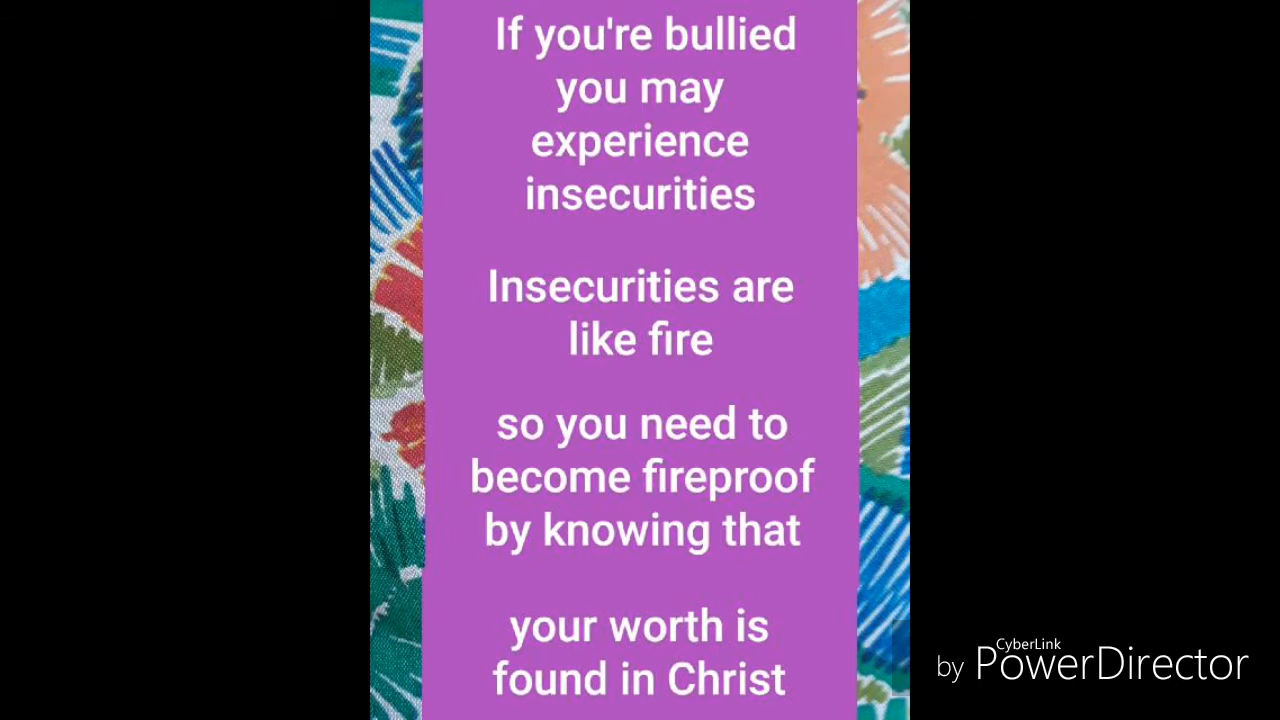 If you're bullied
you may
experience
insecurities
Insecurities are
like fire
so you need to
become fireproof
by knowing that
your worth is
found in Christ
CyberLink
by PowerDirector